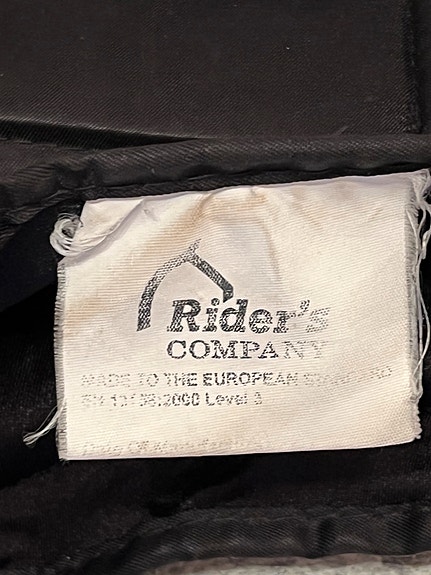 Rider's
COMPANY
MADE TO THE EUROPEAN STANDARD
EN 13158:2000 Level 3